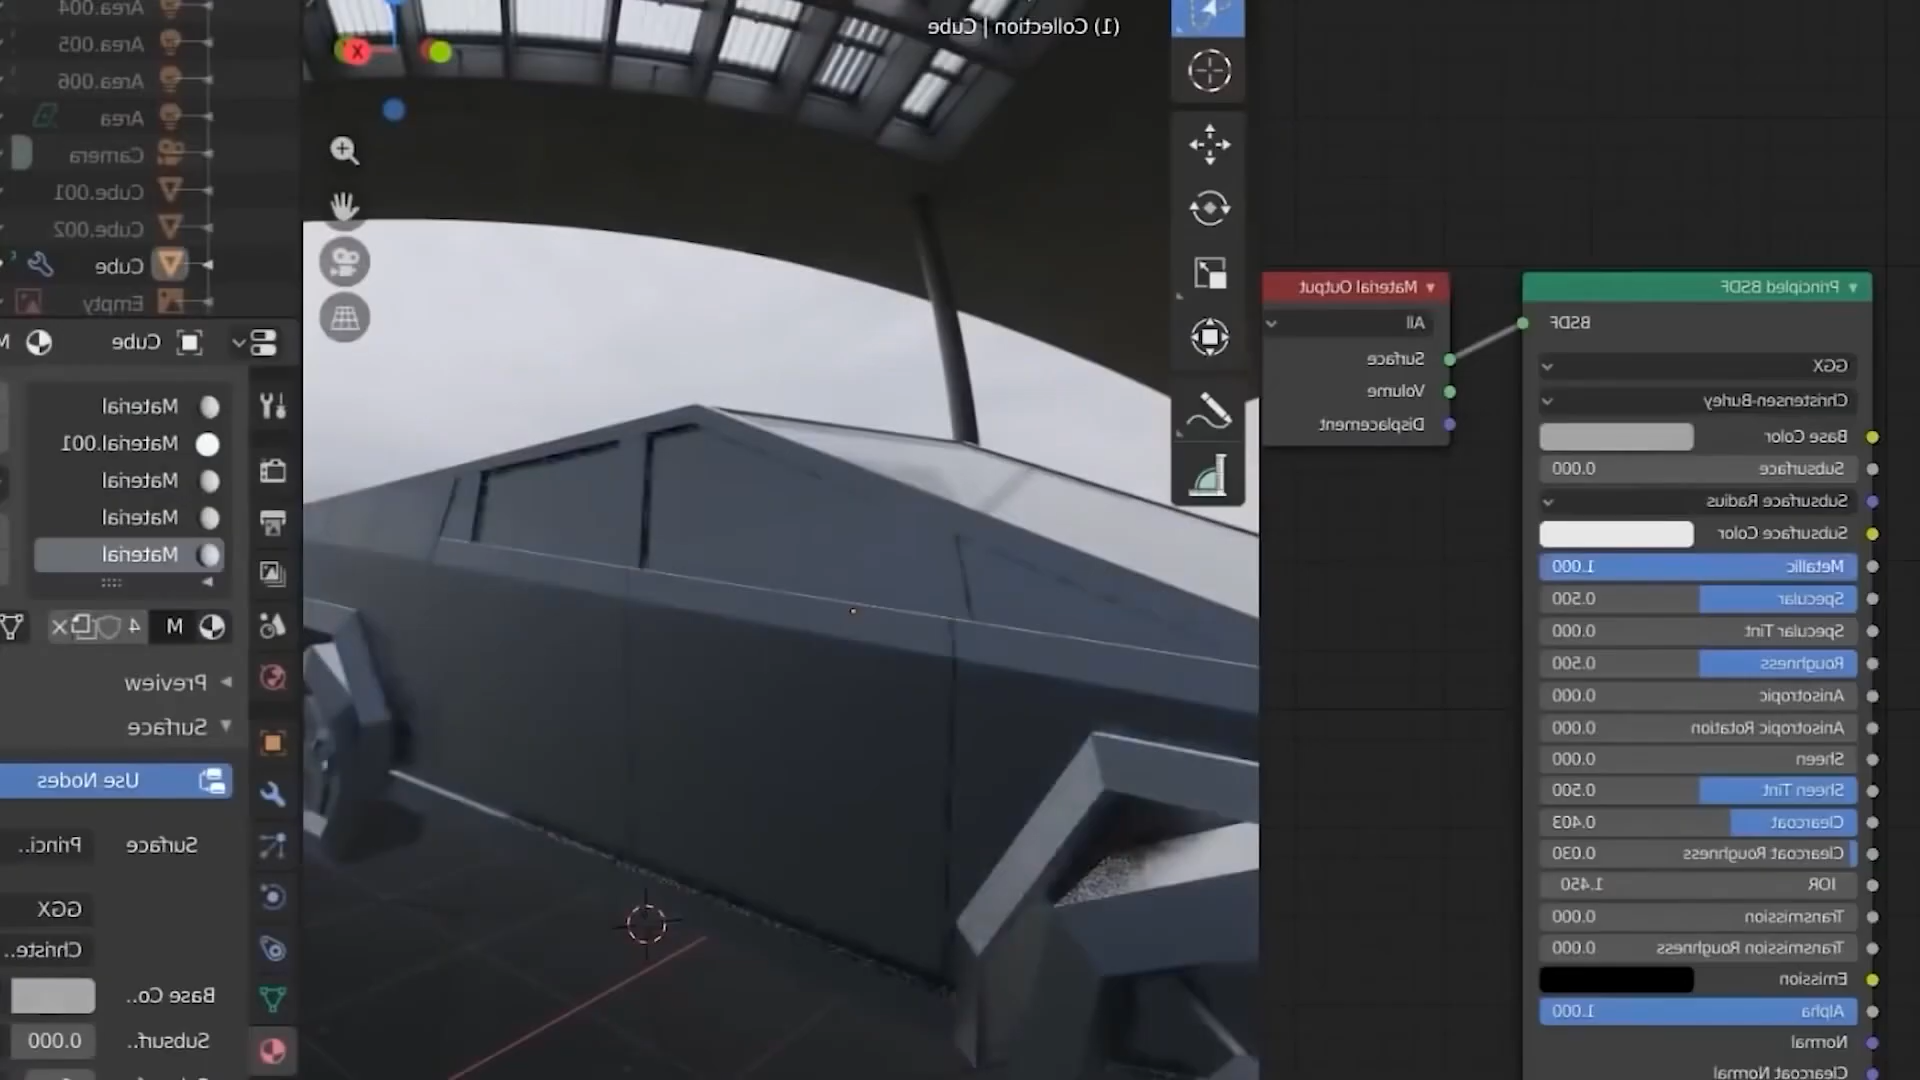 (1) Collection | Cube
Area.004
Area.005
Area.006
Area
Camera
Cube.001
Cube.002
Cube
Empty
Cube
M
Material
Material.001
Material
Material
Material
M
4
Preview
Surface
Use Nodes
Surface
Princi..
GGX
Christe..
Base Co..
Subsurf..
0.000
X
Material Output
All
Surface
Volume
Displacement
Principled BSDF
BSDF
GGX
Christensen-Burley
Base Color
Subsurface 0.000
Subsurface Radius
Subsurface Color
Metallic 1.000
Specular 0.500
Specular Tint 0.000
Roughness 0.500
Anisotropic 0.000
Anisotropic Rotation 0.000
Sheen 0.000
Sheen Tint 0.500
Clearcoat 0.403
Clearcoat Roughness 0.030
IOR 1.450
Transmission 0.000
Transmission Roughness 0.000
Emission
Alpha 1.000
Normal
Clearcoat Normal